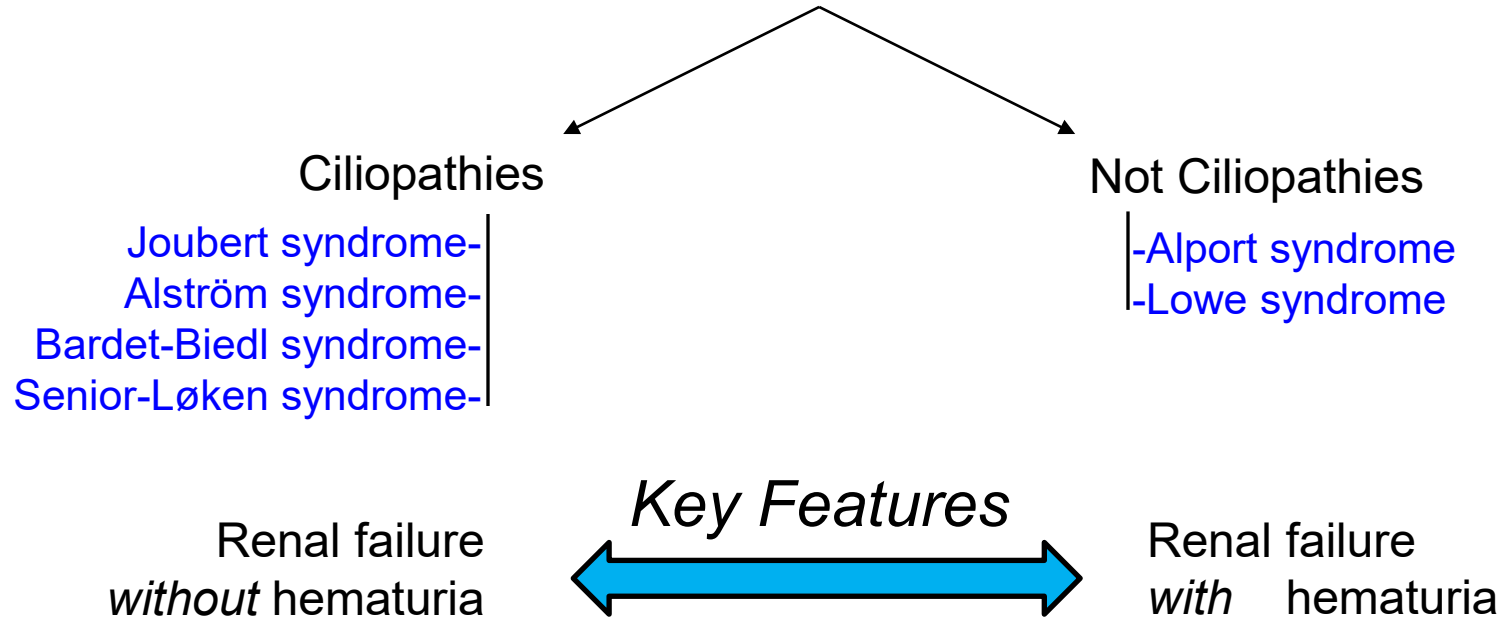 Ciliopathies
Joubert syndrome-
Alström syndrome-
Bardet-Biedl syndrome-
Senior-Løken syndrome-
Not Ciliopathies
-Alport syndrome
-Lowe syndrome
Key Features
Renal failure
without hematuria
Renal failure
with hematuria